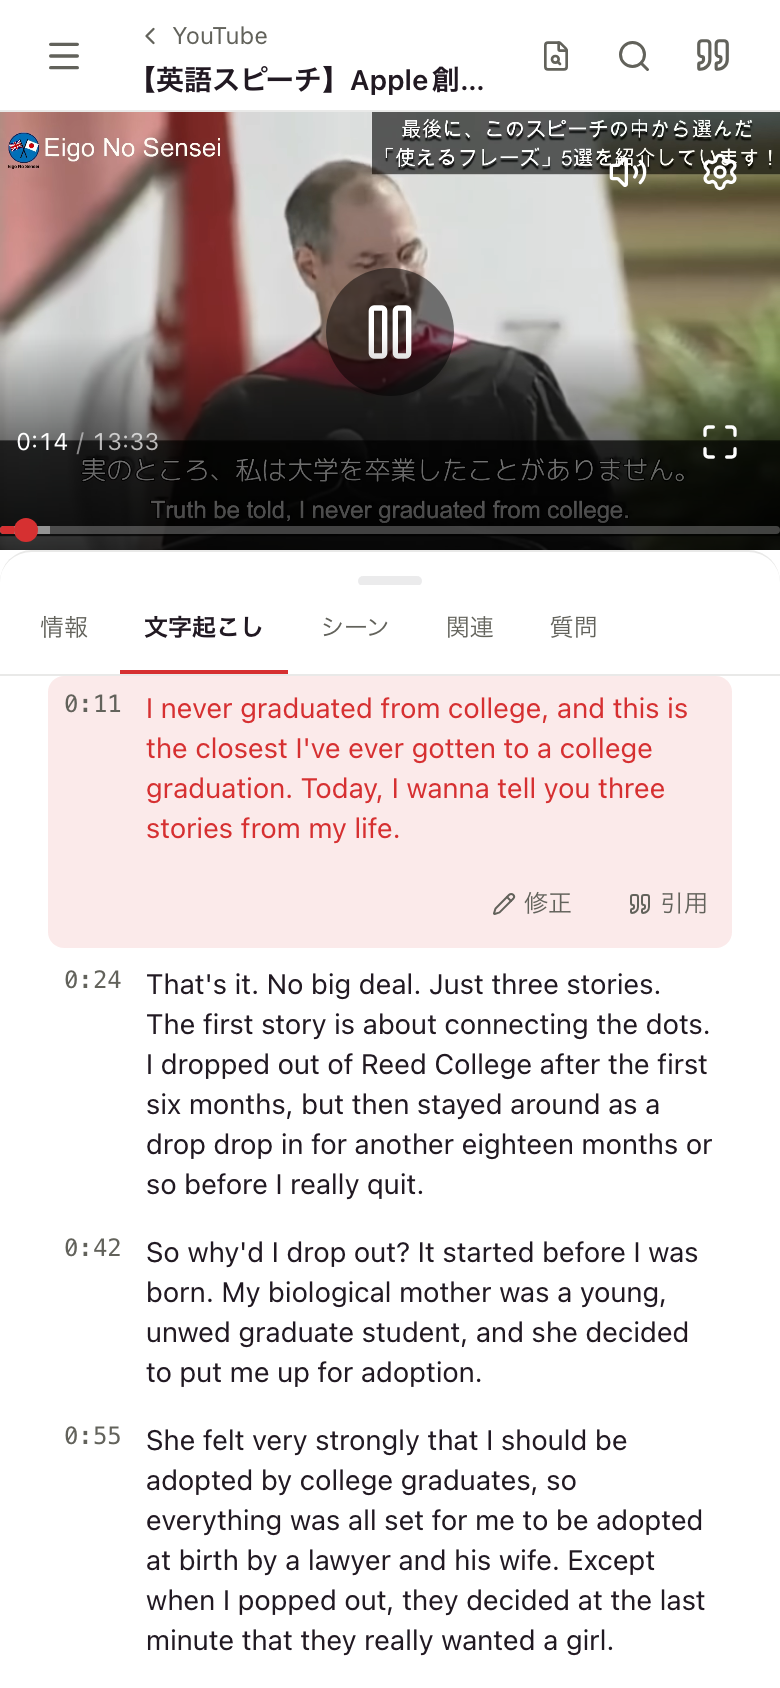 YouTube
【英語スピーチ】Apple創...
Eigo No Sensei
最後に、このスピーチの中から選んだ
「使えるフレーズ」5選を紹介しています！
0:14 / 13:33
実のところ、私は大学を卒業したことがありません。
Truth be told, I never graduated from college.
情報
文字起こし
シーン
関連
質問
0:11
I never graduated from college, and this is
the closest I've ever gotten to a college
graduation. Today, I wanna tell you three
stories from my life.
修正
引用
0:24
That's it. No big deal. Just three stories.
The first story is about connecting the dots.
I dropped out of Reed College after the first
six months, but then stayed around as a
drop drop in for another eighteen months or
so before I really quit.
0:42
So why'd I drop out? It started before I was
born. My biological mother was a young,
unwed graduate student, and she decided
to put me up for adoption.
0:55
She felt very strongly that I should be
adopted by college graduates, so
everything was all set for me to be adopted
at birth by a lawyer and his wife. Except
when I popped out, they decided at the last
minute that they really wanted a girl.